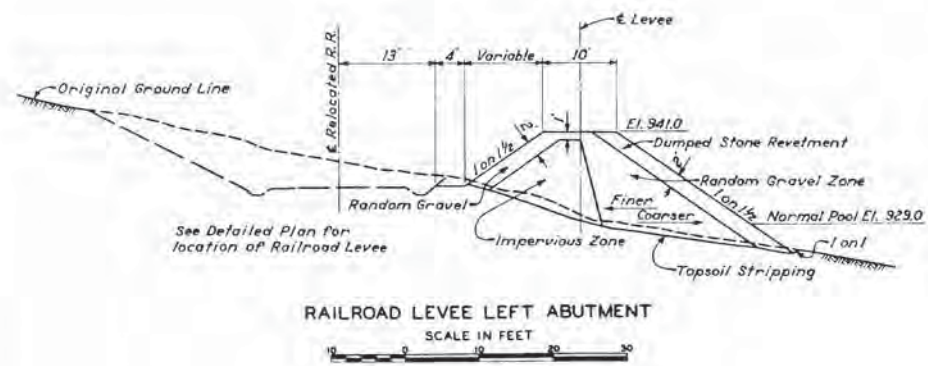 ℄ Levee
℄ Relocated R.R.
13'
4'
Variable
10'
Original Ground Line
El. 941.0
1'
2'
1 on 1½
Dumped Stone Revetment
2'
Random Gravel Zone
1 on 1½
Random Gravel
Finer
Coarser
Normal Pool El. 929.0
See Detailed Plan for
location of Railroad Levee
Impervious Zone
1 on 1
Topsoil Stripping
RAILROAD LEVEE LEFT ABUTMENT
SCALE IN FEET
10 0 10 20 30